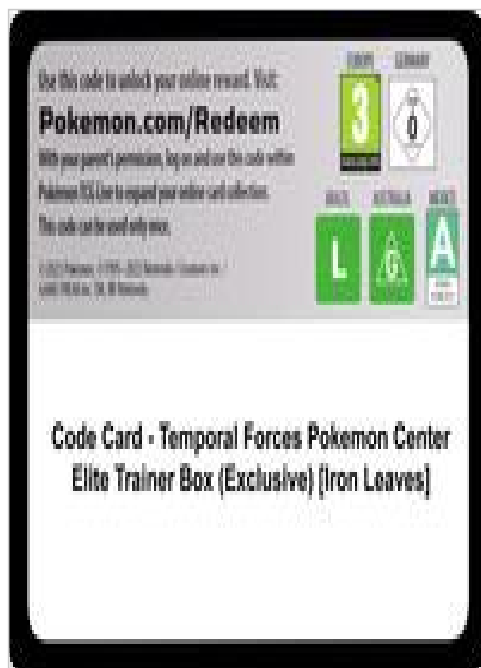 Use this code to unlock your online reward. Visit:
Pokemon.com/Redeem
With your parent's permission, log on and use this code within
Pokémon TCG Live to expand your online card collection.
This code can be used only once.
EUROPE GERMANY
3
0
BRAZIL AUSTRALIA MEXICO
L
G
A
Code Card - Temporal Forces Pokemon Center
Elite Trainer Box (Exclusive) [Iron Leaves]